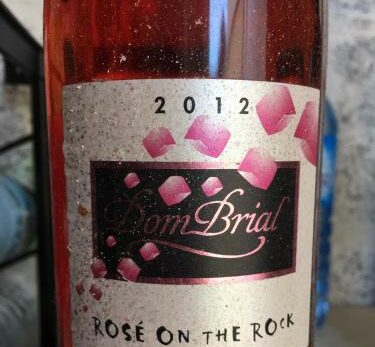 2012
Dom Brial
ROSÉ ON THE ROCK